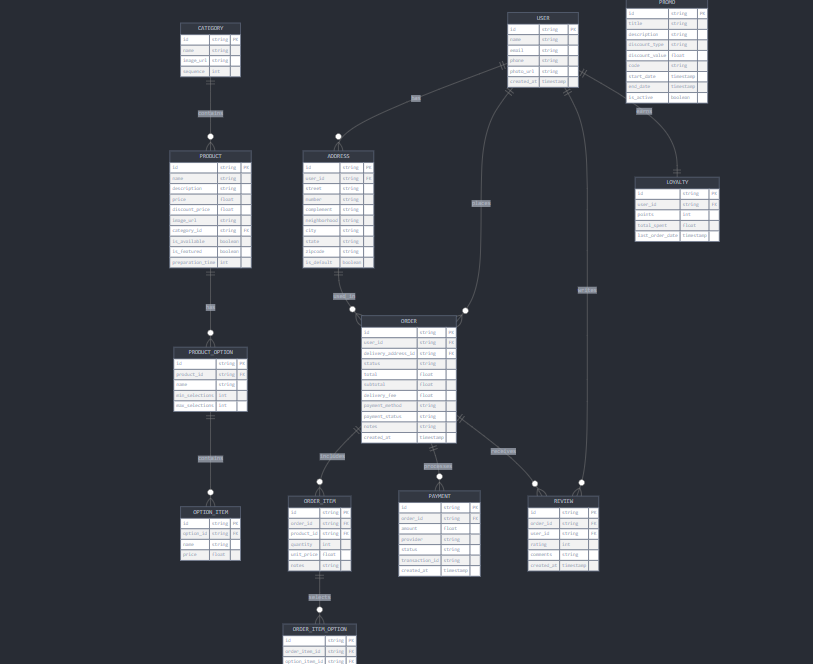 CATEGORY
id string PK
name string
image_url string
sequence int
contains
PRODUCT
id string PK
name string
description string
price float
discount_price float
image_url string
category_id string FK
is_available boolean
is_featured boolean
preparation_time int
has
PRODUCT_OPTION
id string PK
product_id string FK
name string
min_selections int
max_selections int
contains
OPTION_ITEM
id string PK
option_id string FK
name string
price float
USER
id string PK
name string
email string
phone string
photo_url string
created_at timestamp
has
ADDRESS
id string PK
user_id string FK
street string
number string
complement string
neighborhood string
city string
state string
zipcode string
is_default boolean
used_in
places
writes
PROMO
id string PK
title string
description string
discount_type string
discount_value float
code string
start_date timestamp
end_date timestamp
is_active boolean
LOYALTY
id string PK
user_id string FK
points int
total_spent float
last_order_date timestamp
ORDER
id string PK
user_id string FK
delivery_address_id string FK
status string
total float
subtotal float
delivery_fee float
payment_method string
payment_status string
notes string
created_at timestamp
includes
processes
receives
ORDER_ITEM
id string PK
order_id string FK
product_id string FK
quantity int
unit_price float
notes string
selects
PAYMENT
id string PK
order_id string FK
amount float
provider string
status string
transaction_id string
created_at timestamp
REVIEW
id string PK
order_id string FK
user_id string FK
rating int
comments string
created_at timestamp
ORDER_ITEM_OPTION
id string PK
order_item_id string FK
option_item_id string FK